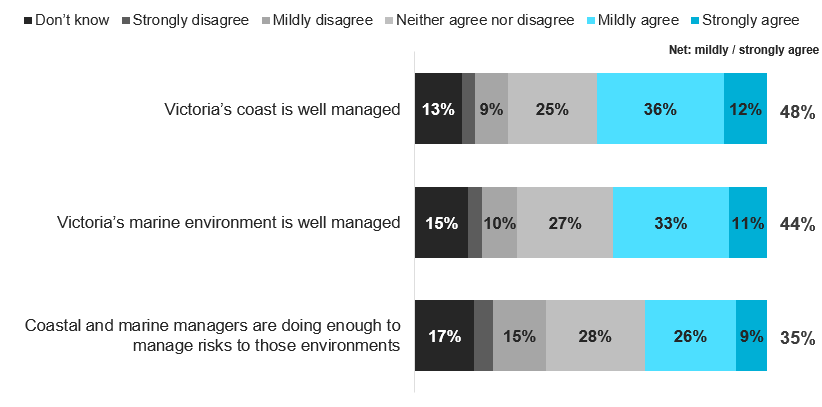 Don’t know Strongly disagree Mildly disagree Neither agree nor disagree Mildly agree Strongly agree
Net: mildly / strongly agree
Victoria’s coast is well managed 13% 9% 25% 36% 12% 48%
Victoria’s marine environment is well managed 15% 10% 27% 33% 11% 44%
Coastal and marine managers are doing enough to
manage risks to those environments 17% 15% 28% 26% 9% 35%